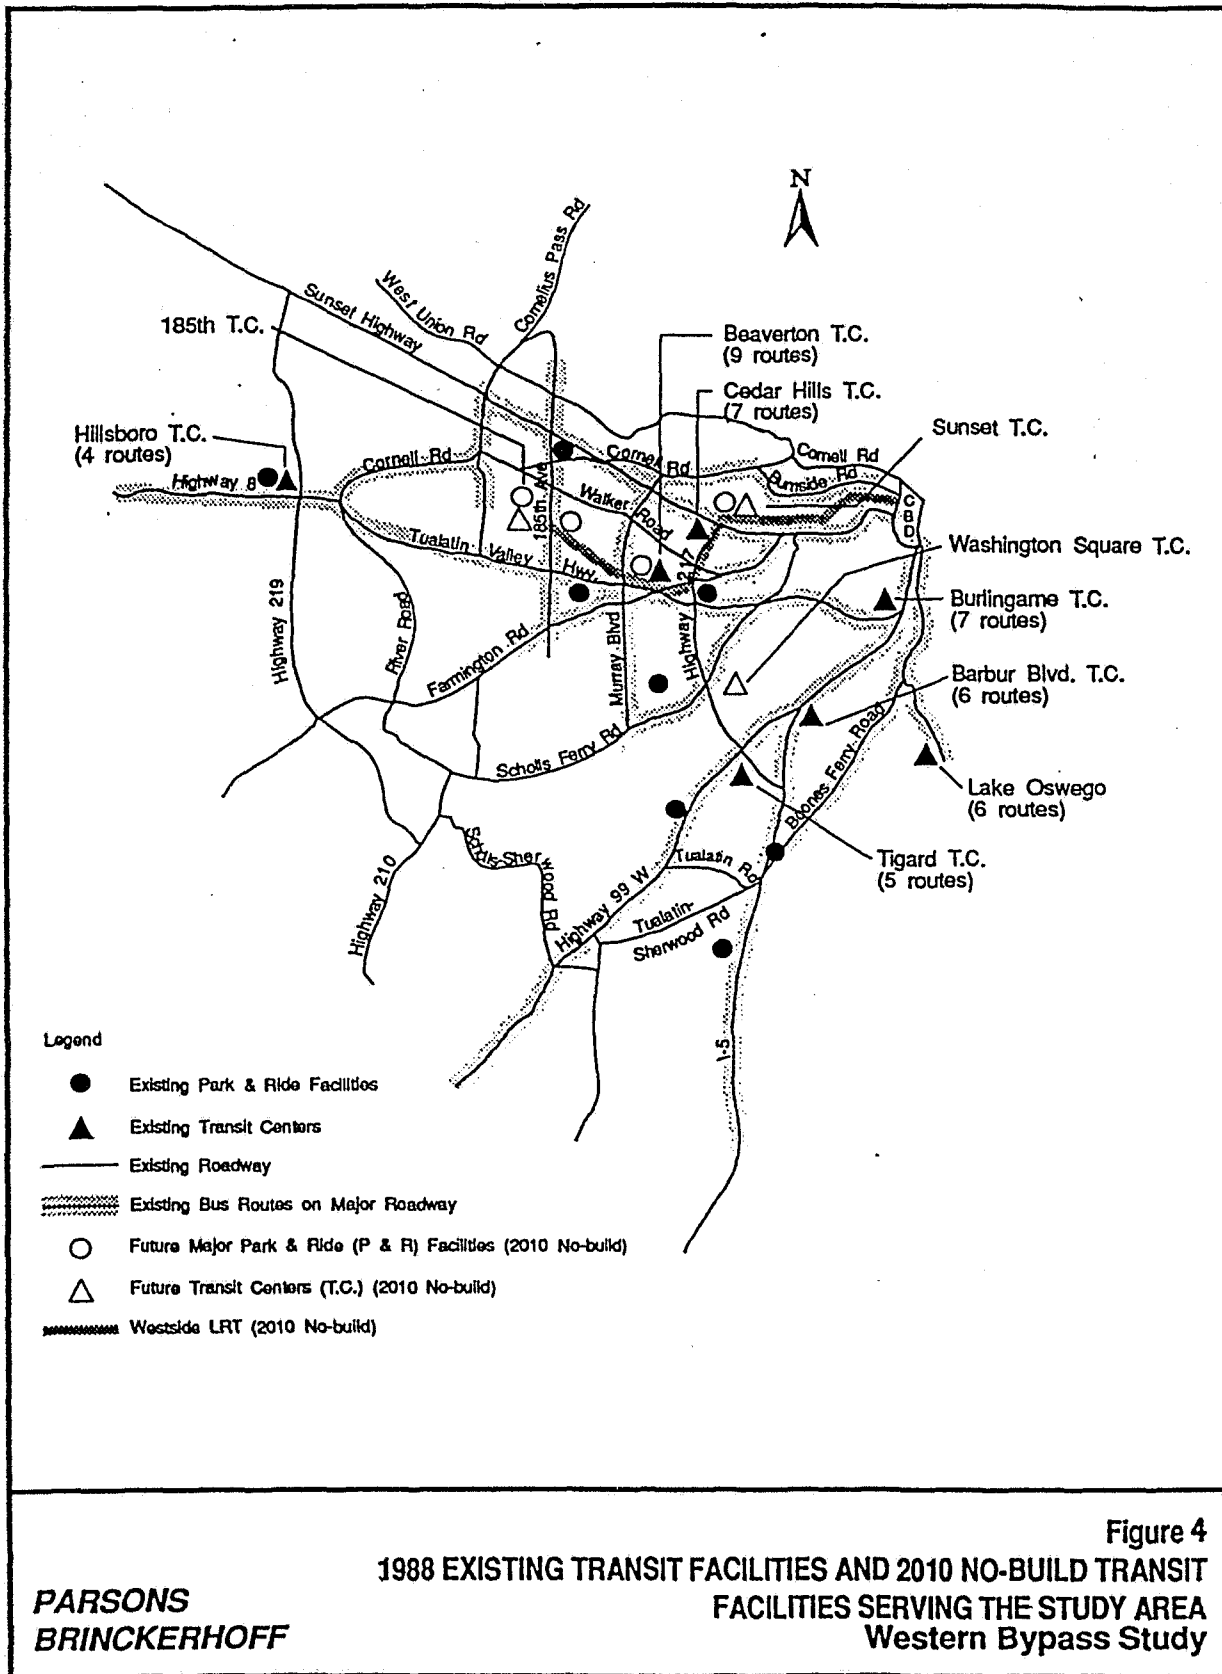 N
Cornelius Pass Rd
West Union Rd
Sunset Highway
185th T.C.
Beaverton T.C.
(9 routes)
Cedar Hills T.C.
(7 routes)
Sunset T.C.
Hillsboro T.C.
(4 routes)
Highway 8
Cornell Rd
Cornell Rd
Cornell Rd
Burnside Rd
CBD
Walker Road
185th Ave
Tualatin Valley Hwy.
217
Highway
Washington Square T.C.
Burlingame T.C.
(7 routes)
Highway 219
River Road
Farmington Rd
Murray Blvd
Barbur Blvd. T.C.
(6 routes)
Scholls Ferry Rd
Boones Ferry Road
Lake Oswego
(6 routes)
Scholls-Sherwood Rd
Tualatin Rd
Tigard T.C.
(5 routes)
Highway 210
Highway 99 W
Tualatin-
Sherwood Rd
I-5
Legend
Existing Park & Ride Facilities
Existing Transit Centers
Existing Roadway
Existing Bus Routes on Major Roadway
Future Major Park & Ride (P & R) Facilities (2010 No-build)
Future Transit Centers (T.C.) (2010 No-build)
Westside LRT (2010 No-build)
Figure 4
1988 EXISTING TRANSIT FACILITIES AND 2010 NO-BUILD TRANSIT
FACILITIES SERVING THE STUDY AREA
Western Bypass Study
PARSONS
BRINCKERHOFF